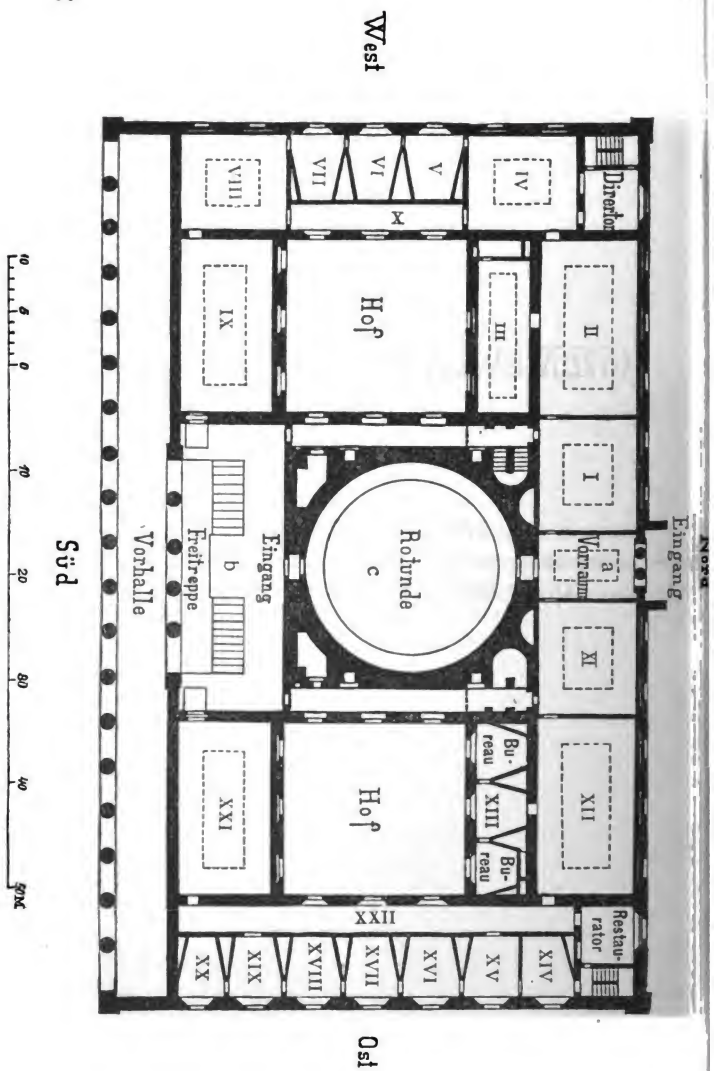 Nord
Eingang
Director
II
I
a
Vorraum
XI
XII
Restau-
rator
IV
III
Bu-
reau
XIII
Bu-
reau
XIV
West
V
VI
VII
X
Hof
Rotunde
c
Hof
XV
XVI
XVII
XVIII
XXII
Ost
VIII
IX
Eingang
b
Freitreppe
XXI
XIX
XX
Vorhalle
Süd
10 5 0 10 20 30 40 50M.